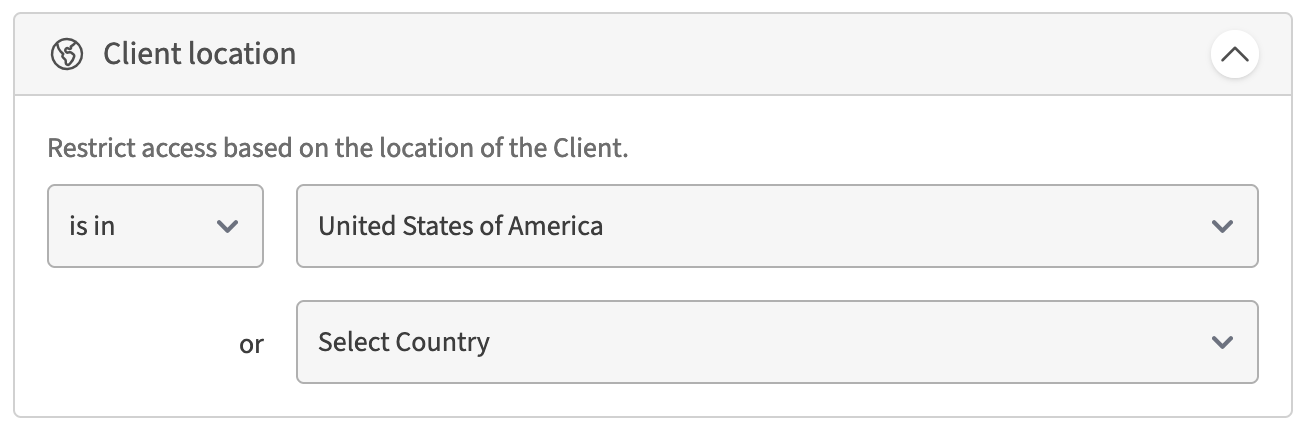 Client location
Restrict access based on the location of the Client.
is in United States of America
or Select Country